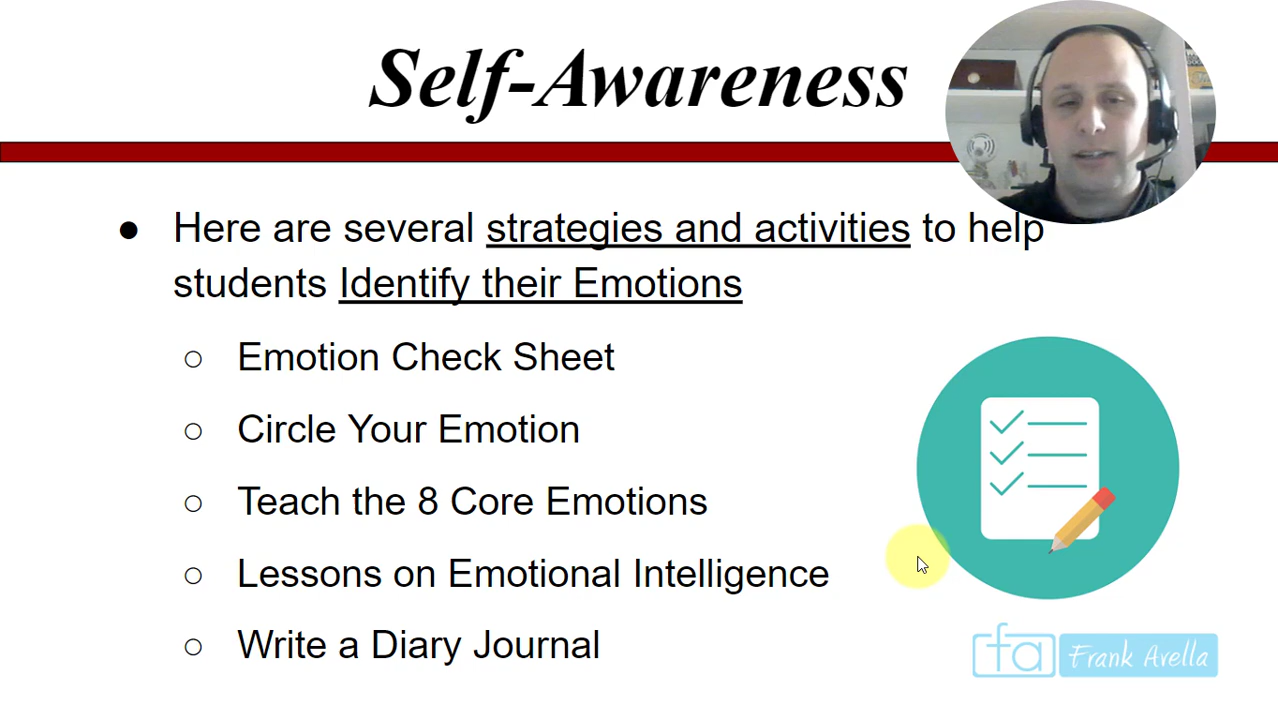 Self-Awareness
● Here are several strategies and activities to help
students Identify their Emotions
○ Emotion Check Sheet
○ Circle Your Emotion
○ Teach the 8 Core Emotions
○ Lessons on Emotional Intelligence
○ Write a Diary Journal
fa Frank Avella